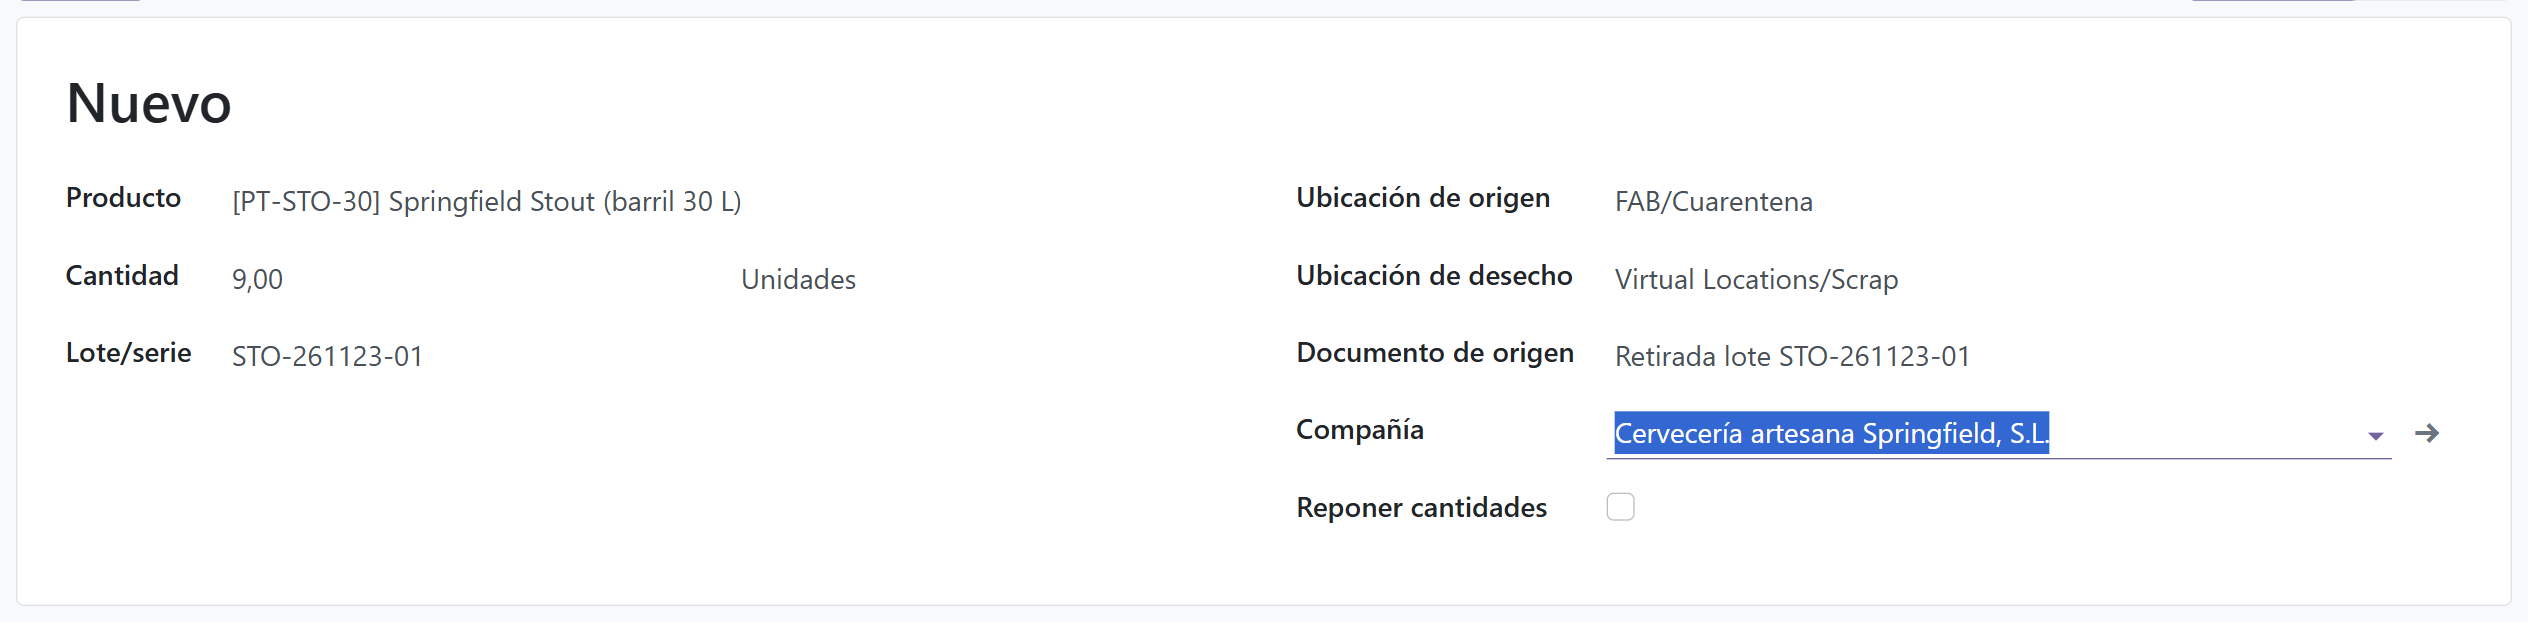 Nuevo
Producto [PT-STO-30] Springfield Stout (barril 30 L)
Cantidad 9,00 Unidades
Lote/serie STO-261123-01
Ubicación de origen FAB/Cuarentena
Ubicación de desecho Virtual Locations/Scrap
Documento de origen Retirada lote STO-261123-01
Compañía Cervecería artesana Springfield, S.L.
Reponer cantidades